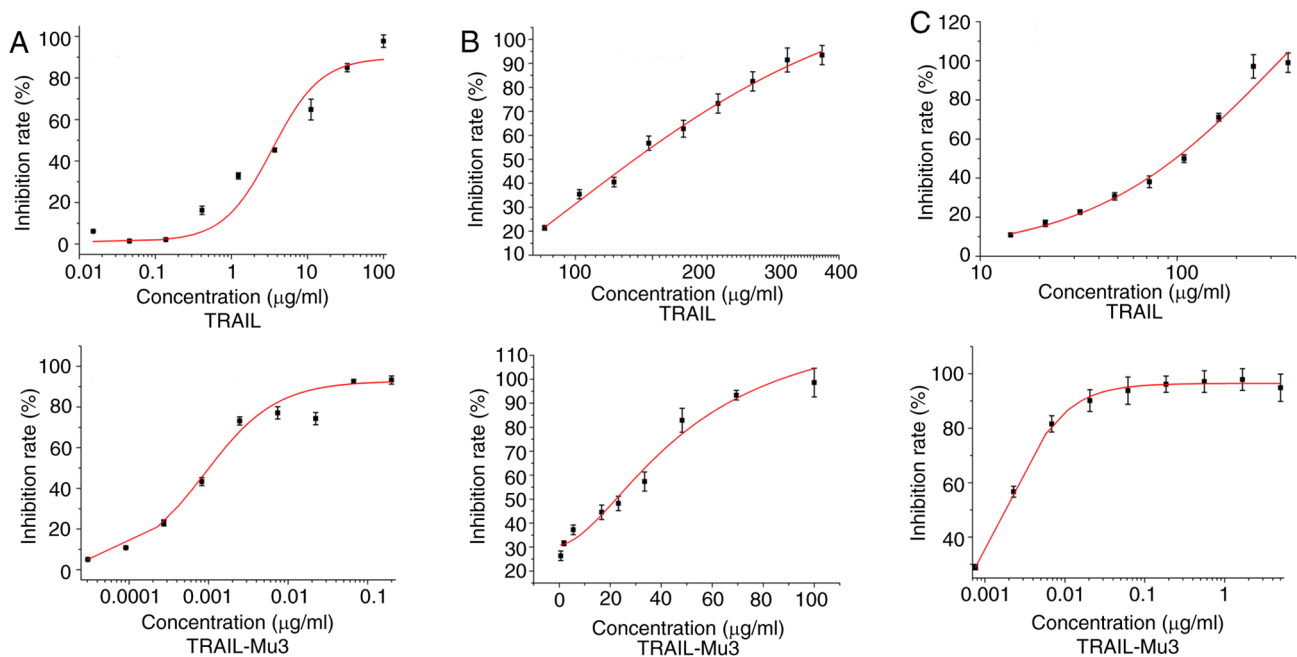 A
100
80
60
40
20
0
Inhibition rate (%)
0.01 0.1 1 10 100
Concentration (μg/ml)
TRAIL
B
100
90
80
70
60
50
40
30
20
10
Inhibition rate (%)
100 200 300 400
Concentration (μg/ml)
TRAIL
C
120
100
80
60
40
20
0
Inhibition rate (%)
10 100
Concentration (μg/ml)
TRAIL
100
80
60
40
20
0
Inhibition rate (%)
0.0001 0.001 0.01 0.1
Concentration (μg/ml)
TRAIL-Mu3
110
100
90
80
70
60
50
40
30
20
Inhibition rate (%)
0 20 40 60 80 100
Concentration (μg/ml)
TRAIL-Mu3
100
80
60
40
Inhibition rate (%)
0.001 0.01 0.1 1
Concentration (μg/ml)
TRAIL-Mu3